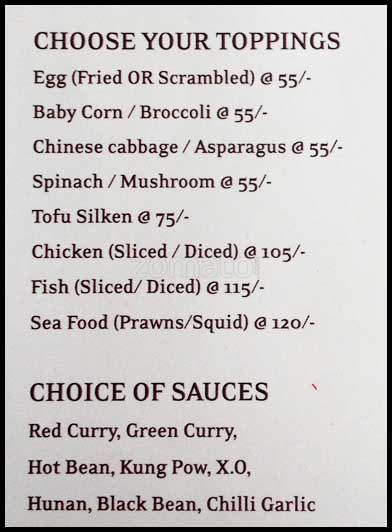 CHOOSE YOUR TOPPINGS
Egg (Fried OR Scrambled) @ 55/-
Baby Corn / Broccoli @ 55/-
Chinese cabbage / Asparagus @ 55/-
Spinach / Mushroom @ 55/-
Tofu Silken @ 75/-
Chicken (Sliced / Diced) @ 105/-
zomato.com
Fish (Sliced/ Diced) @ 115/-
Sea Food (Prawns/Squid) @ 120/-
CHOICE OF SAUCES
Red Curry, Green Curry,
Hot Bean, Kung Pow, X.O,
Hunan, Black Bean, Chilli Garlic